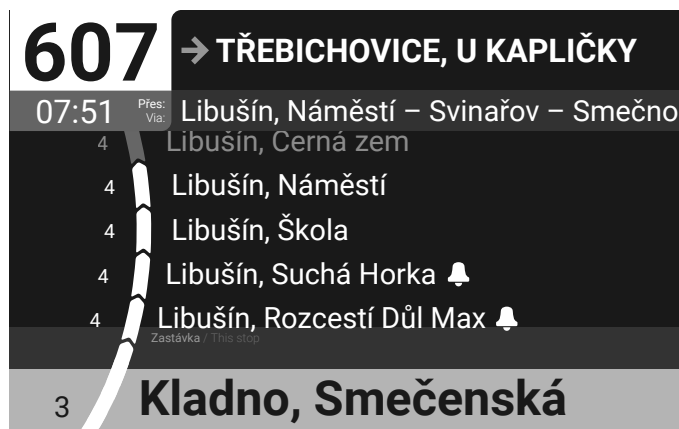 607 TŘEBICHOVICE, U KAPLIČKY
07:51 Přes: Via: Libušín, Náměstí – Svinařov – Smečno
4 Libušín, Černá zem
4 Libušín, Náměstí
4 Libušín, Škola
4 Libušín, Suchá Horka
4 Libušín, Rozcestí Důl Max
Zastávka / This stop
3 Kladno, Smečenská